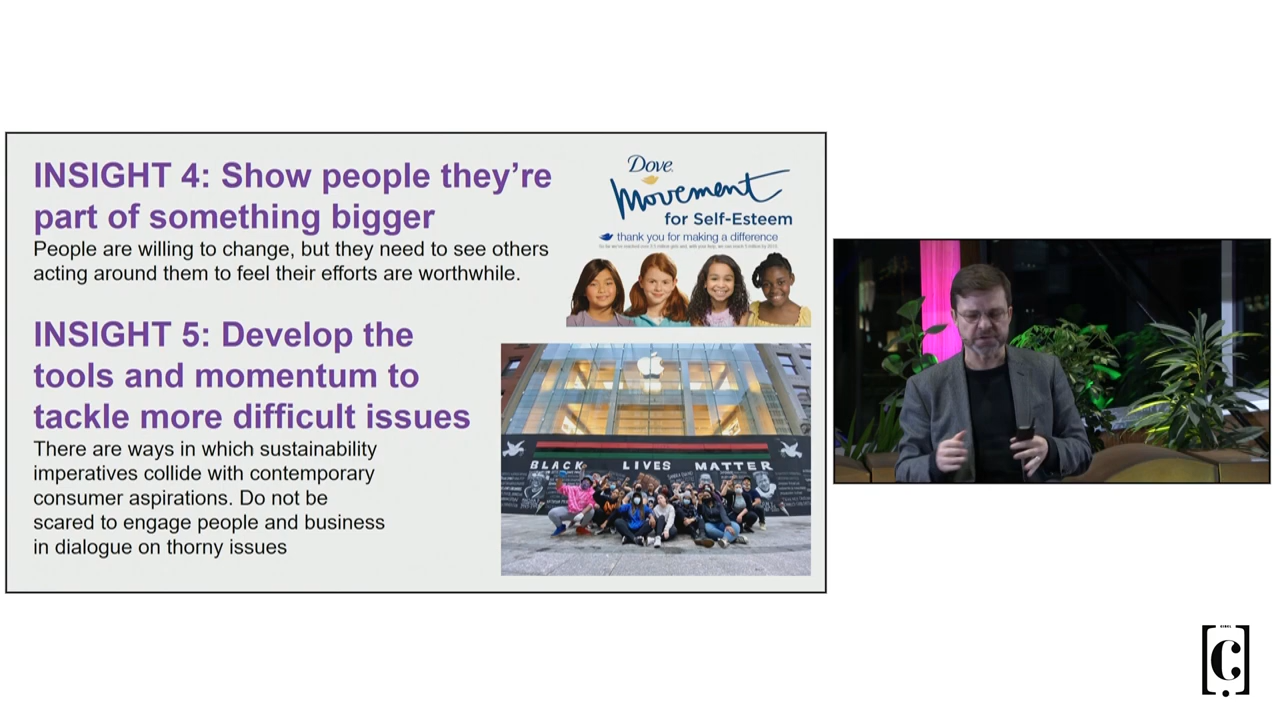 INSIGHT 4: Show people they're
part of something bigger
People are willing to change, but they need to see others
acting around them to feel their efforts are worthwhile.
INSIGHT 5: Develop the
tools and momentum to
tackle more difficult issues
There are ways in which sustainability
imperatives collide with contemporary
consumer aspirations. Do not be
scared to engage people and business
in dialogue on thorny issues
Dove
movement
for Self-Esteem
thank you for making a difference
BLACK LIVES MATTER
Ç